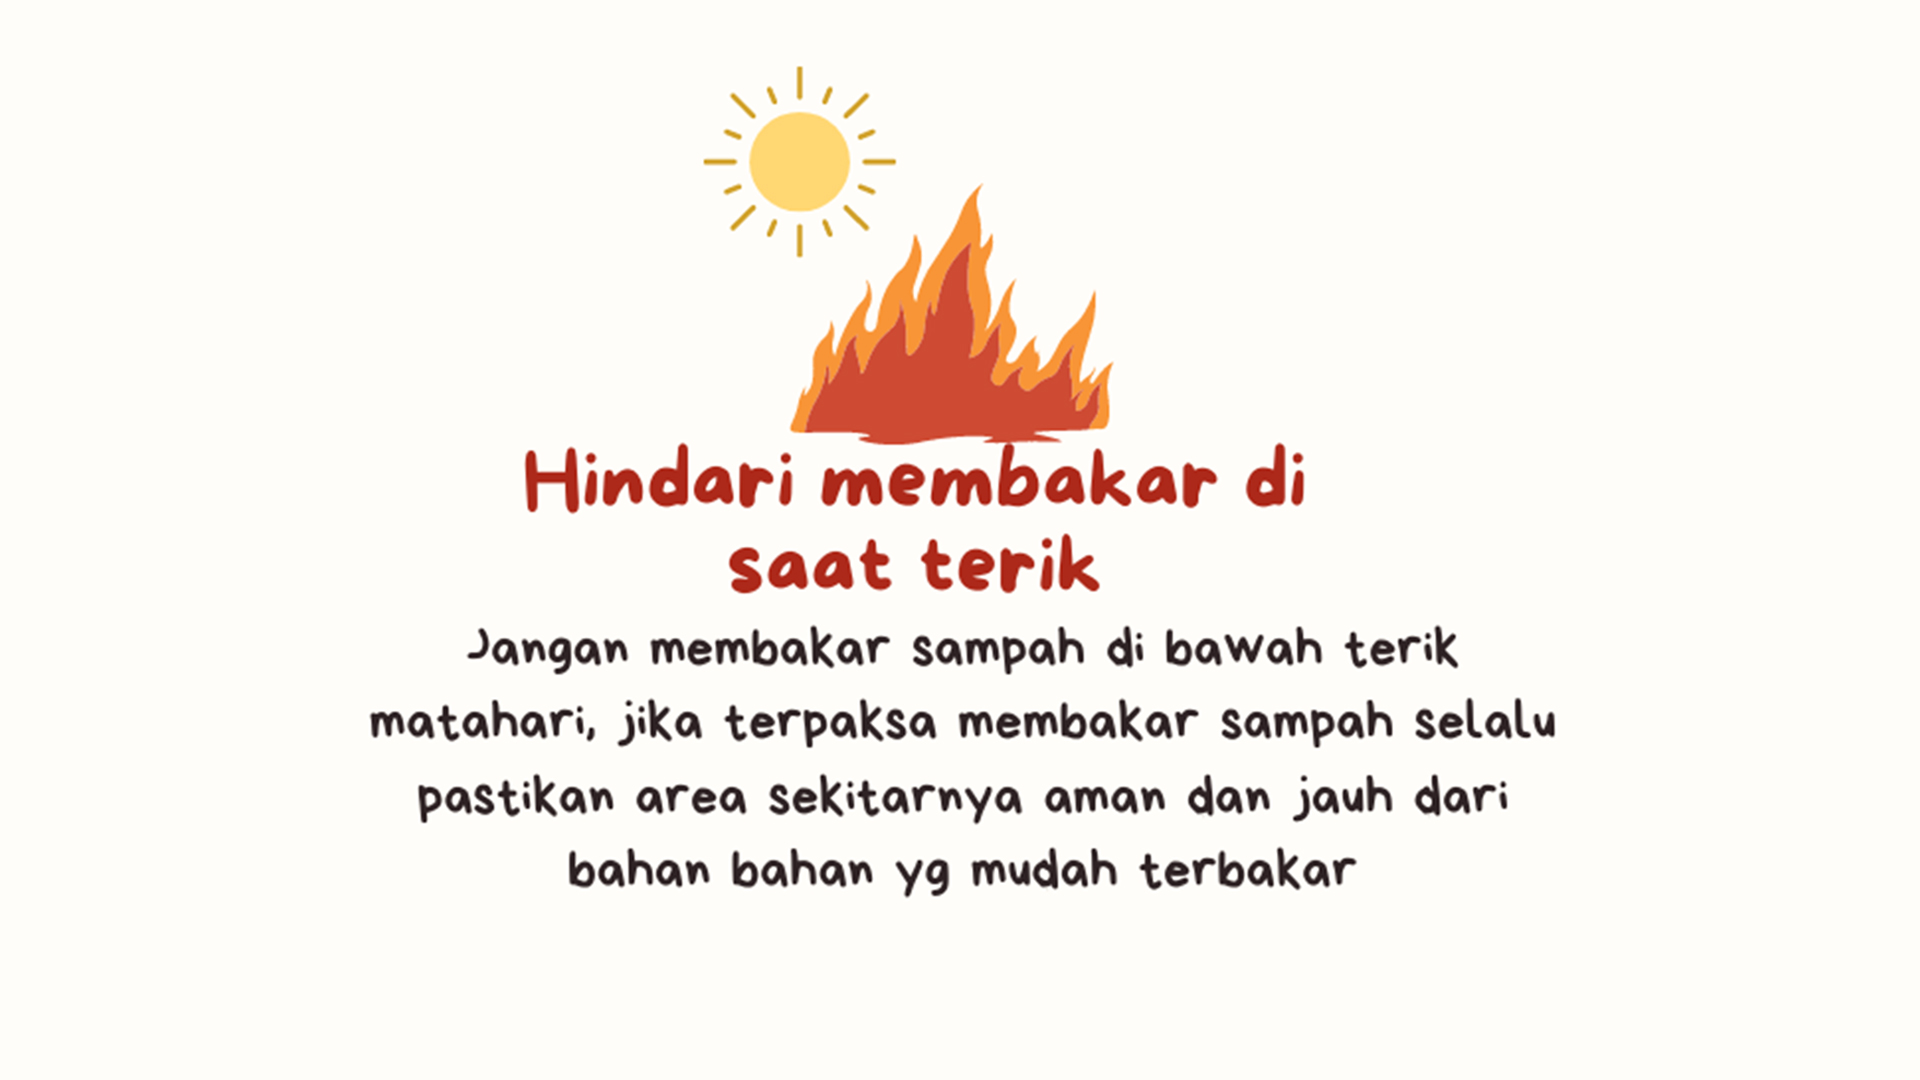 Hindari membakar di
saat terik
Jangan membakar sampah di bawah terik
matahari, jika terpaksa membakar sampah selalu
pastikan area sekitarnya aman dan jauh dari
bahan bahan yg mudah terbakar